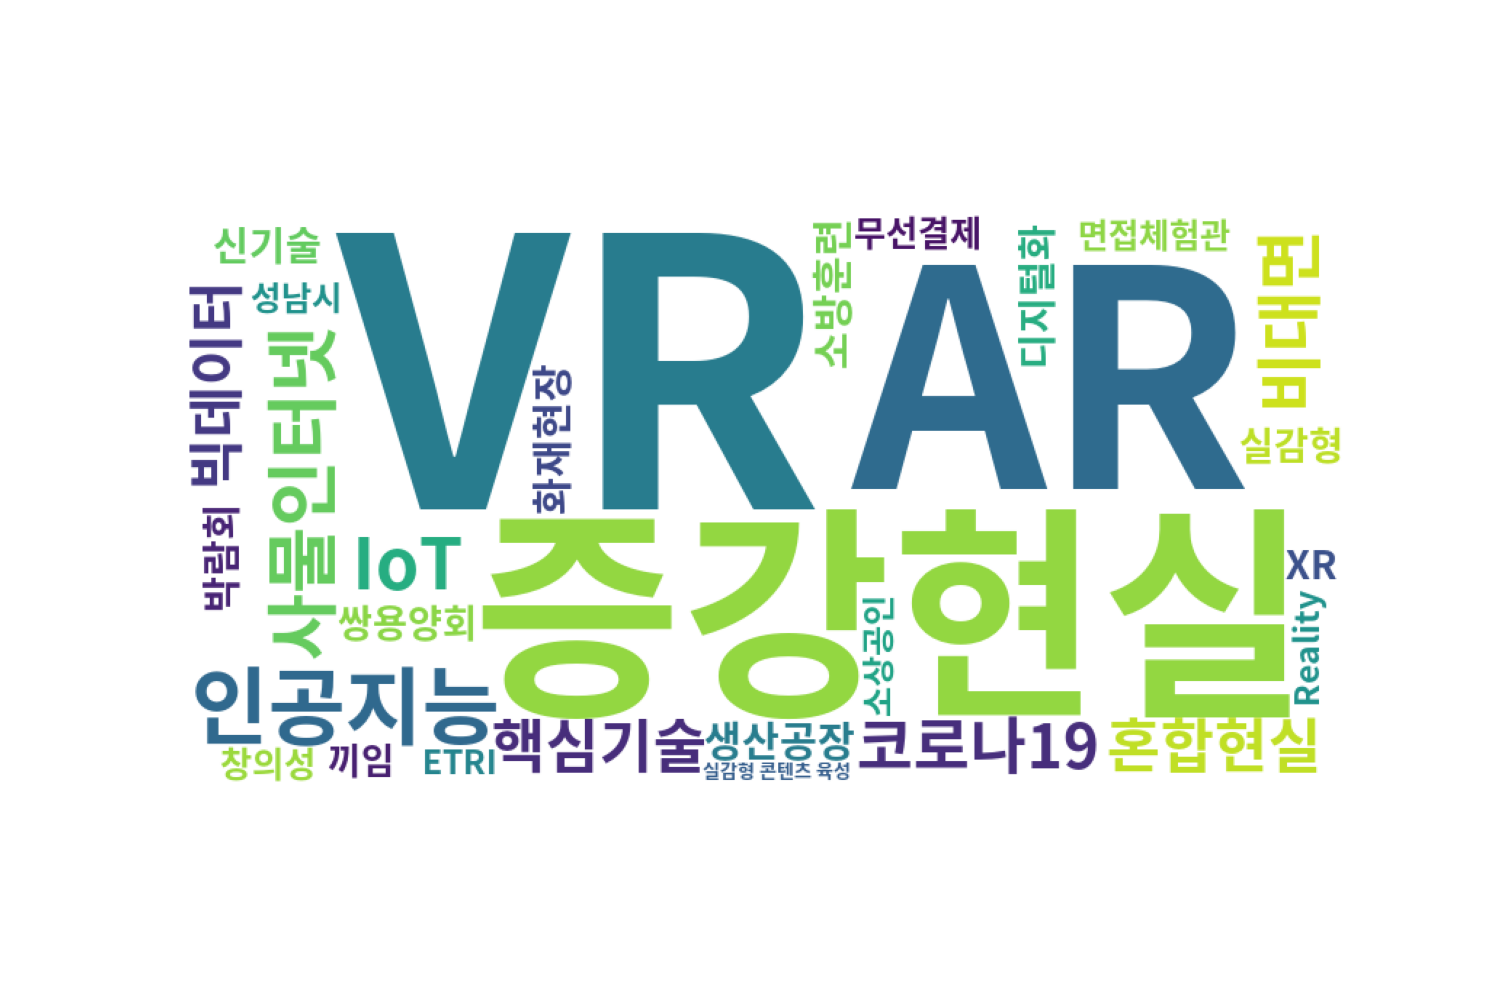 신기술
성남시
빅데이터
박람회
사물인터넷
VR
화재현장
소방훈련
무선결제
AR
디지털화
면접체험관
비대면
실감형
IoT
쌍용양회
증강현실
소상공인
XR
Reality
인공지능
창의성
끼임
ETRI
핵심기술
생산공장
실감형 콘텐츠 육성
코로나19
혼합현실